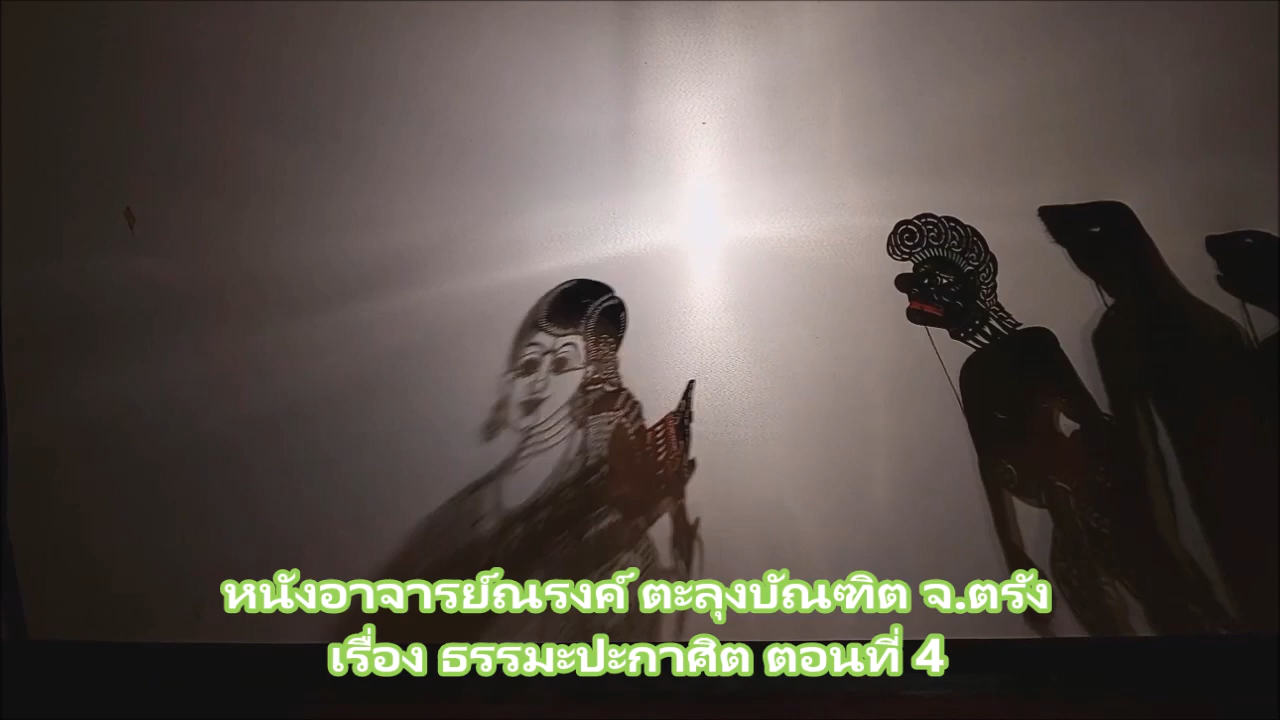 หนังอาจารย์ณรงค์ ตะลุงบัณฑิต จ.ตรัง
เรื่อง ธรรมะปะกาศิต ตอนที่ 4